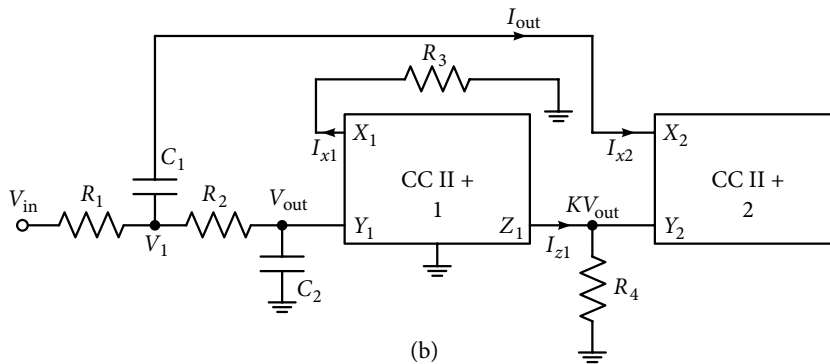 I_out
R_3
X_1
X_2
I_x1
I_x2
C_1
CC II +
1
CC II +
2
V_in
R_1
R_2
V_out
KV_out
V_1
Y_1
Z_1
Y_2
I_z1
C_2
R_4
(b)